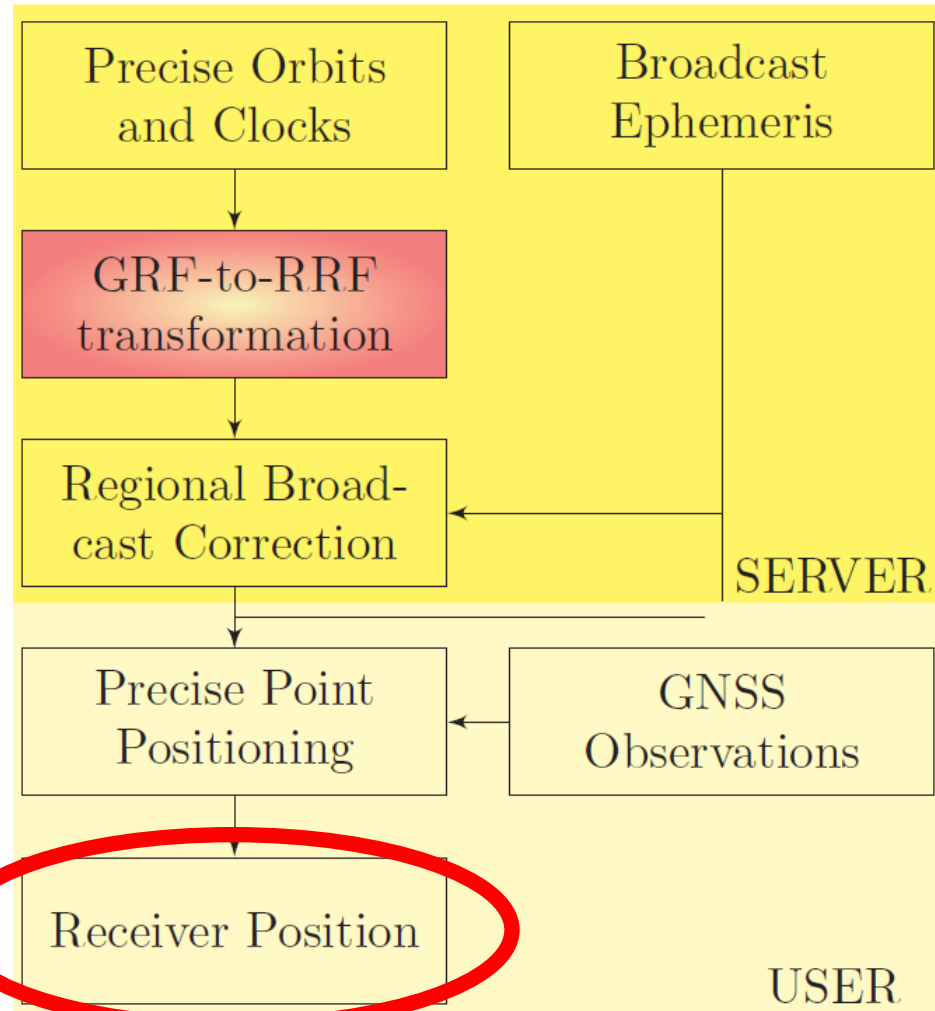 Precise Orbits
and Clocks
Broadcast
Ephemeris
GRF-to-RRF
transformation
Regional Broad-
cast Correction
SERVER
Precise Point
Positioning
GNSS
Observations
Receiver Position
USER